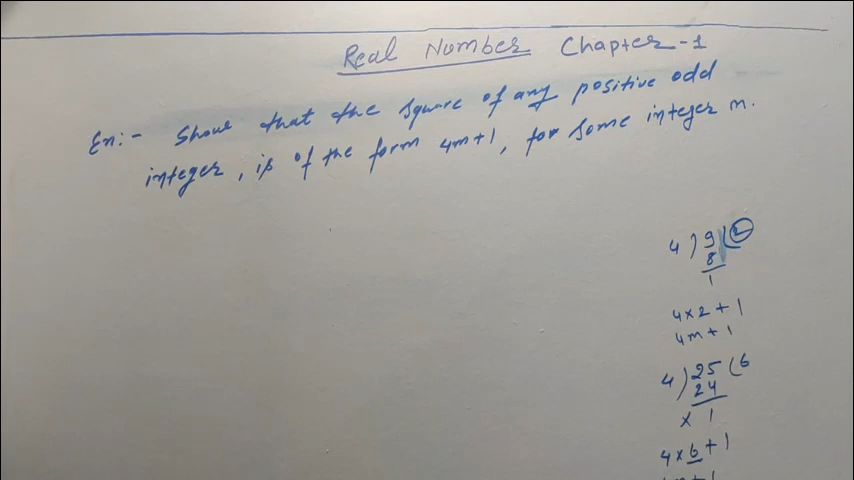 Real Number Chapter-1
Ex:- Show that the square of any positive odd
integer, is of the form 4m+1, for some integer m.
4)9(2
8
1
4×2+1
4m+1
4)25(6
24
× 1
4×6+1